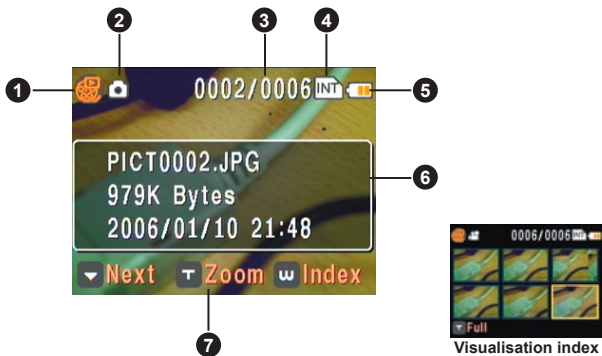 2
3
4
1
0002/0006 INT
5
PICT0002.JPG
979K Bytes
2006/01/10 21:48
6
Next T Zoom W Index
7
0006/0006 INT
T Full
Visualisation index